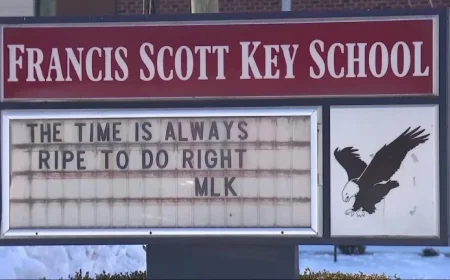 FRANCIS SCOTT KEY SCHOOL
THE TIME IS ALWAYS
RIPE TO DO RIGHT
MLK